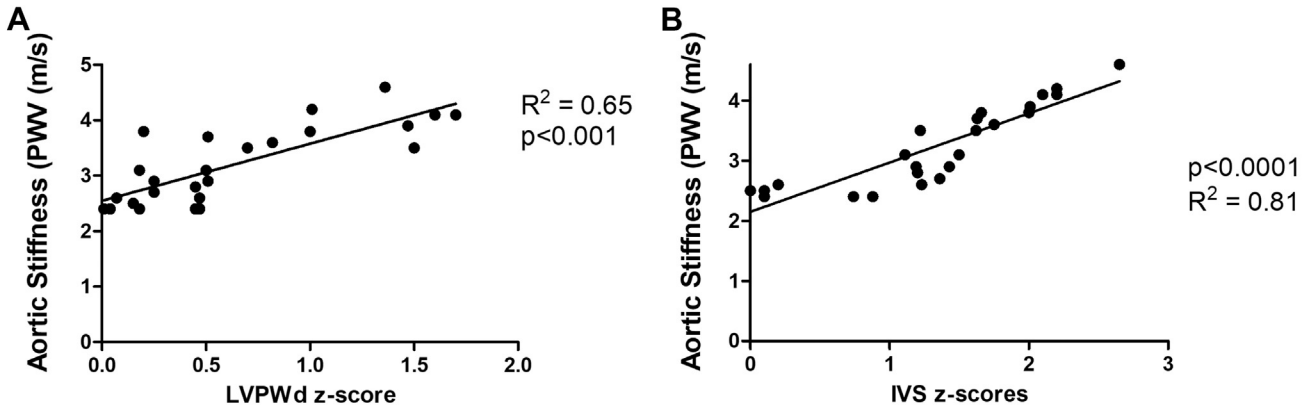 A
Aortic Stiffness (PWV (m/s)
5
4
3
2
1
0
0.0 0.5 1.0 1.5 2.0
LVPWd z-score
R² = 0.65
p<0.001
B
Aortic Stiffness (PWV (m/s)
4
3
2
1
0
1 2 3
IVS z-scores
p<0.0001
R² = 0.81